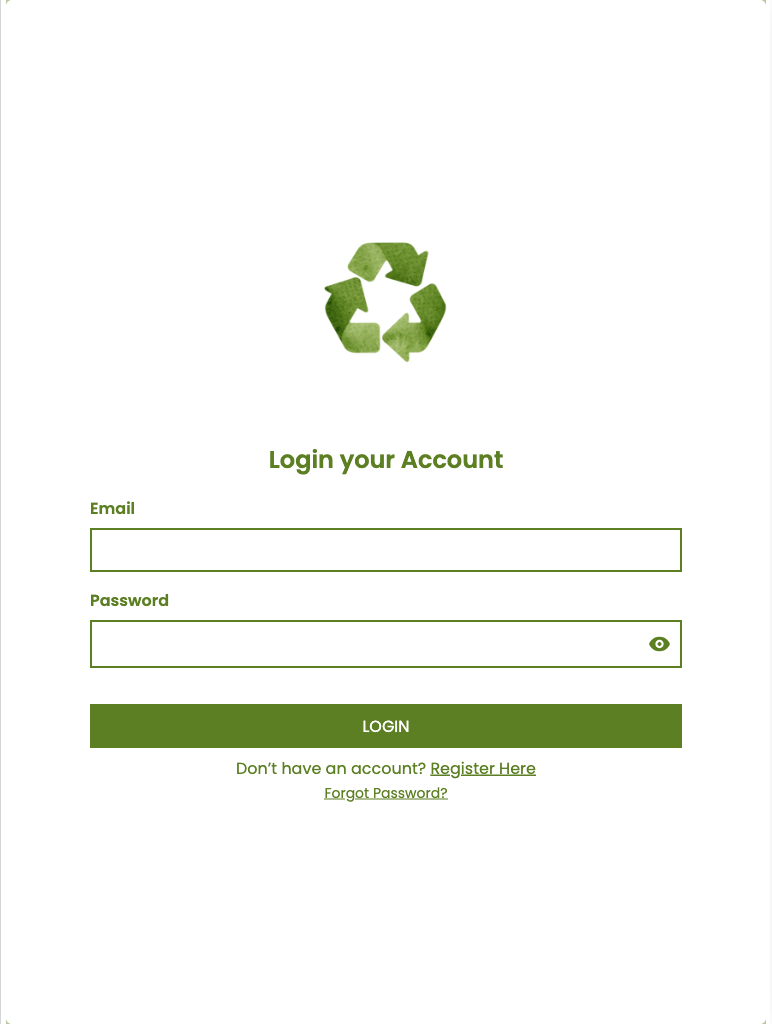 Login your Account
Email
Password
LOGIN
Don’t have an account? Register Here
Forgot Password?